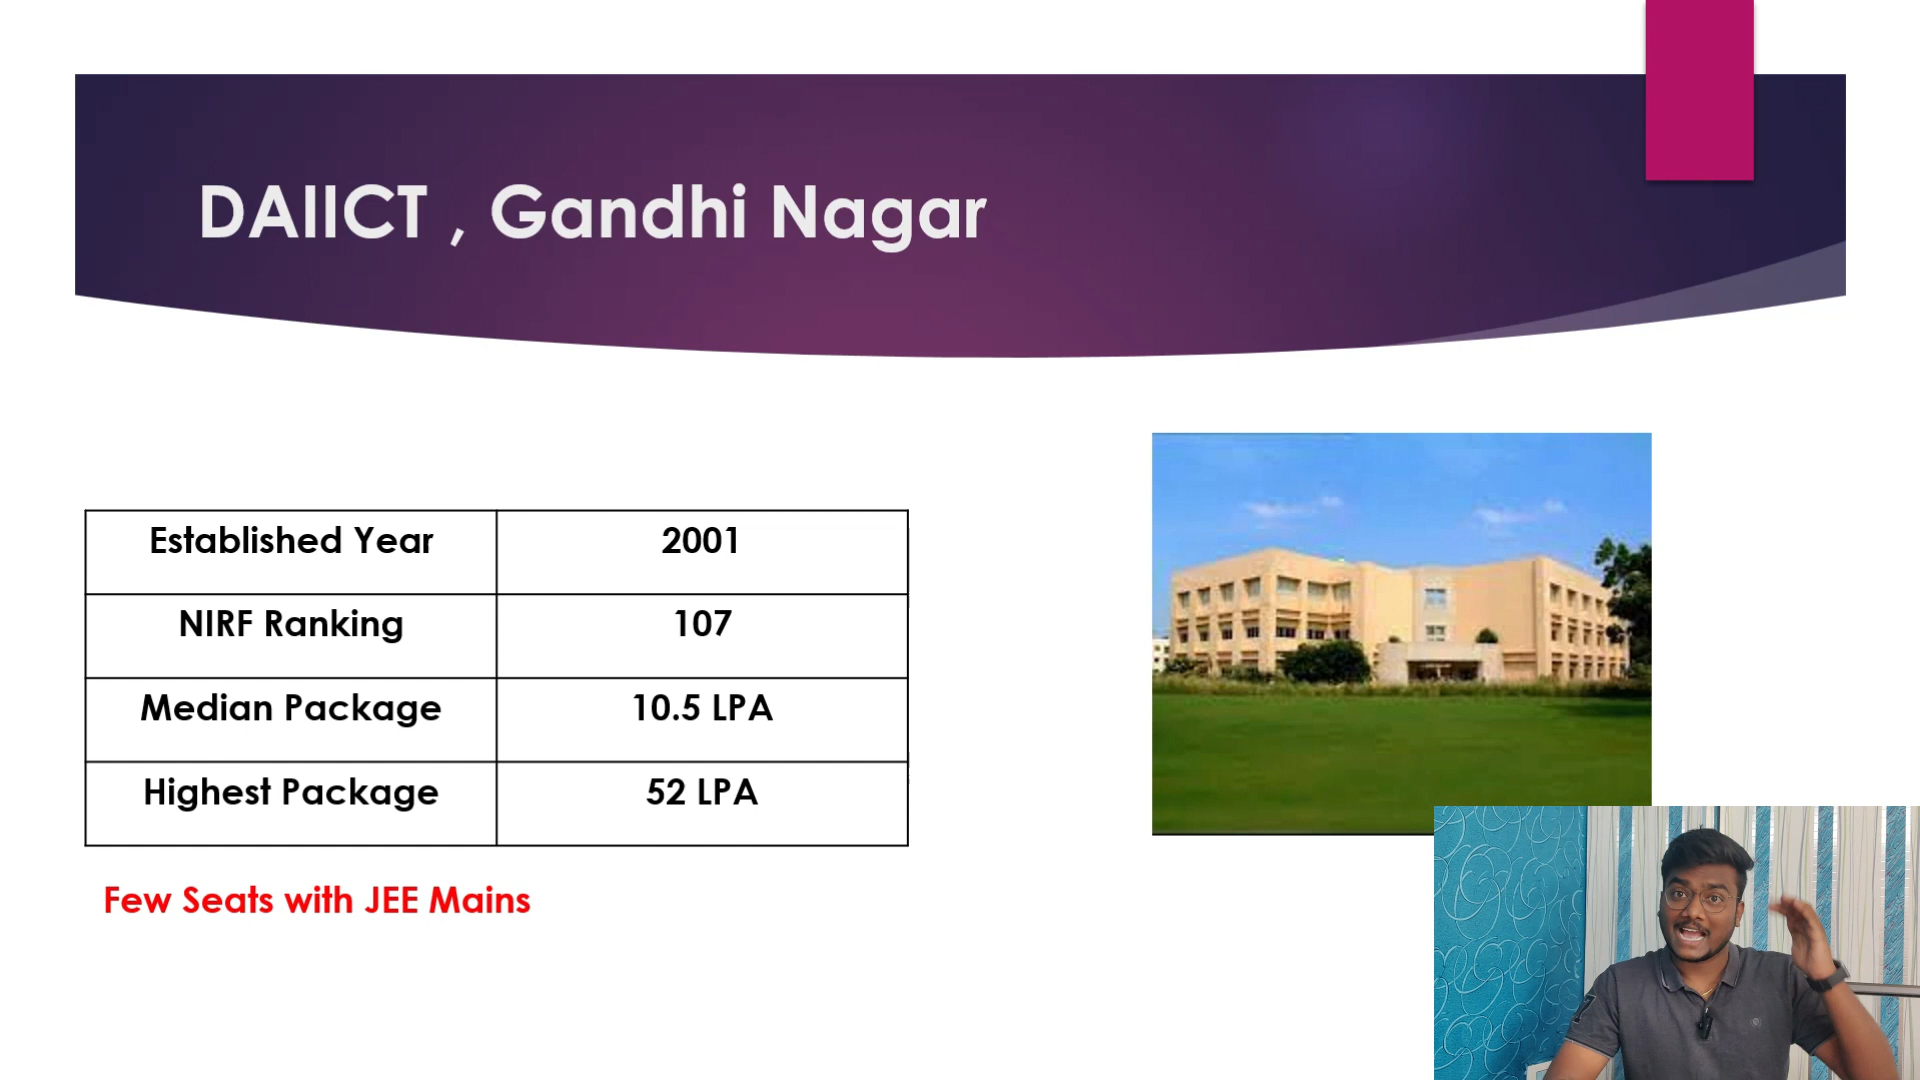 DAIICT , Gandhi Nagar
Established Year 2001
NIRF Ranking 107
Median Package 10.5 LPA
Highest Package 52 LPA
Few Seats with JEE Mains